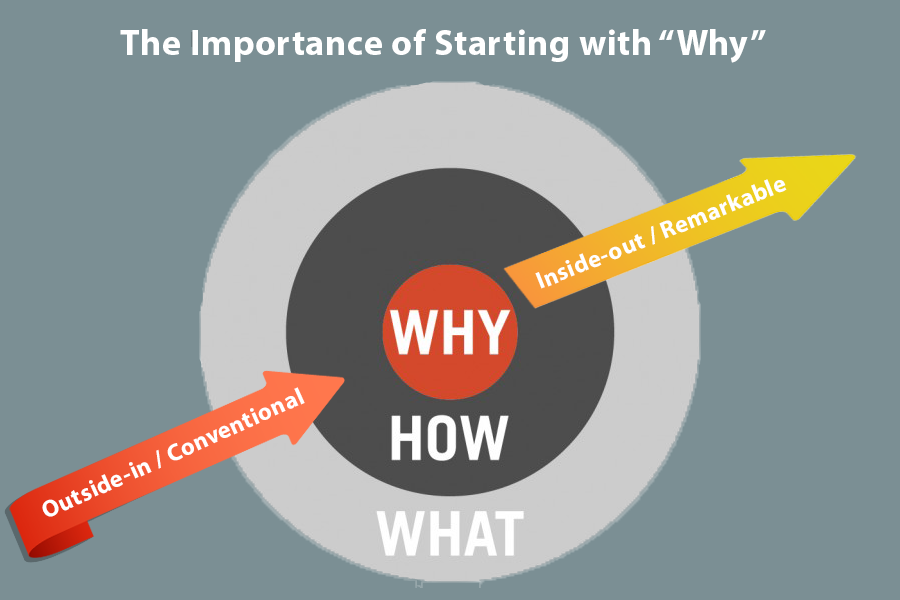 The Importance of Starting with “Why”
Inside-out / Remarkable
WHY
Outside-in / Conventional
HOW
WHAT